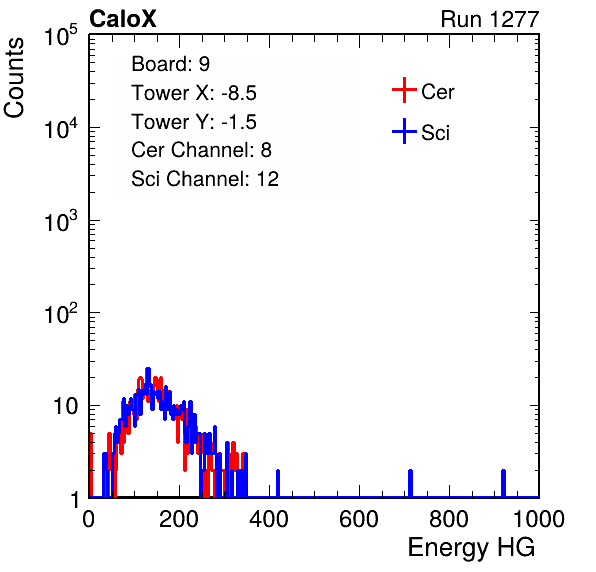 CaloX Run 1277
Counts
10^5
10^4
10^3
10^2
10
1
Board: 9
Tower X: -8.5
Tower Y: -1.5
Cer Channel: 8
Sci Channel: 12
Cer
Sci
0 200 400 600 800 1000
Energy HG